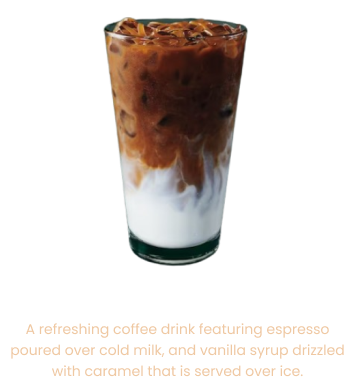 A refreshing coffee drink featuring espresso
poured over cold milk, and vanilla syrup drizzled
with caramel that is served over ice.